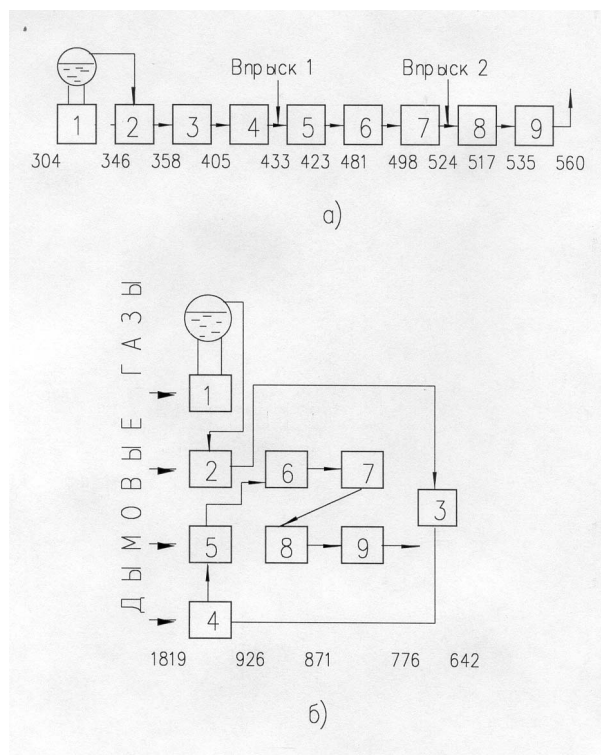 Впрыск 1 Впрыск 2
1 2 3 4 5 6 7 8 9
304 346 358 405 433 423 481 498 524 517 535 560
а)
ДЫМОВЫЕ ГАЗЫ
1
2 6 7 3
5 8 9
4
1819 926 871 776 642
б)